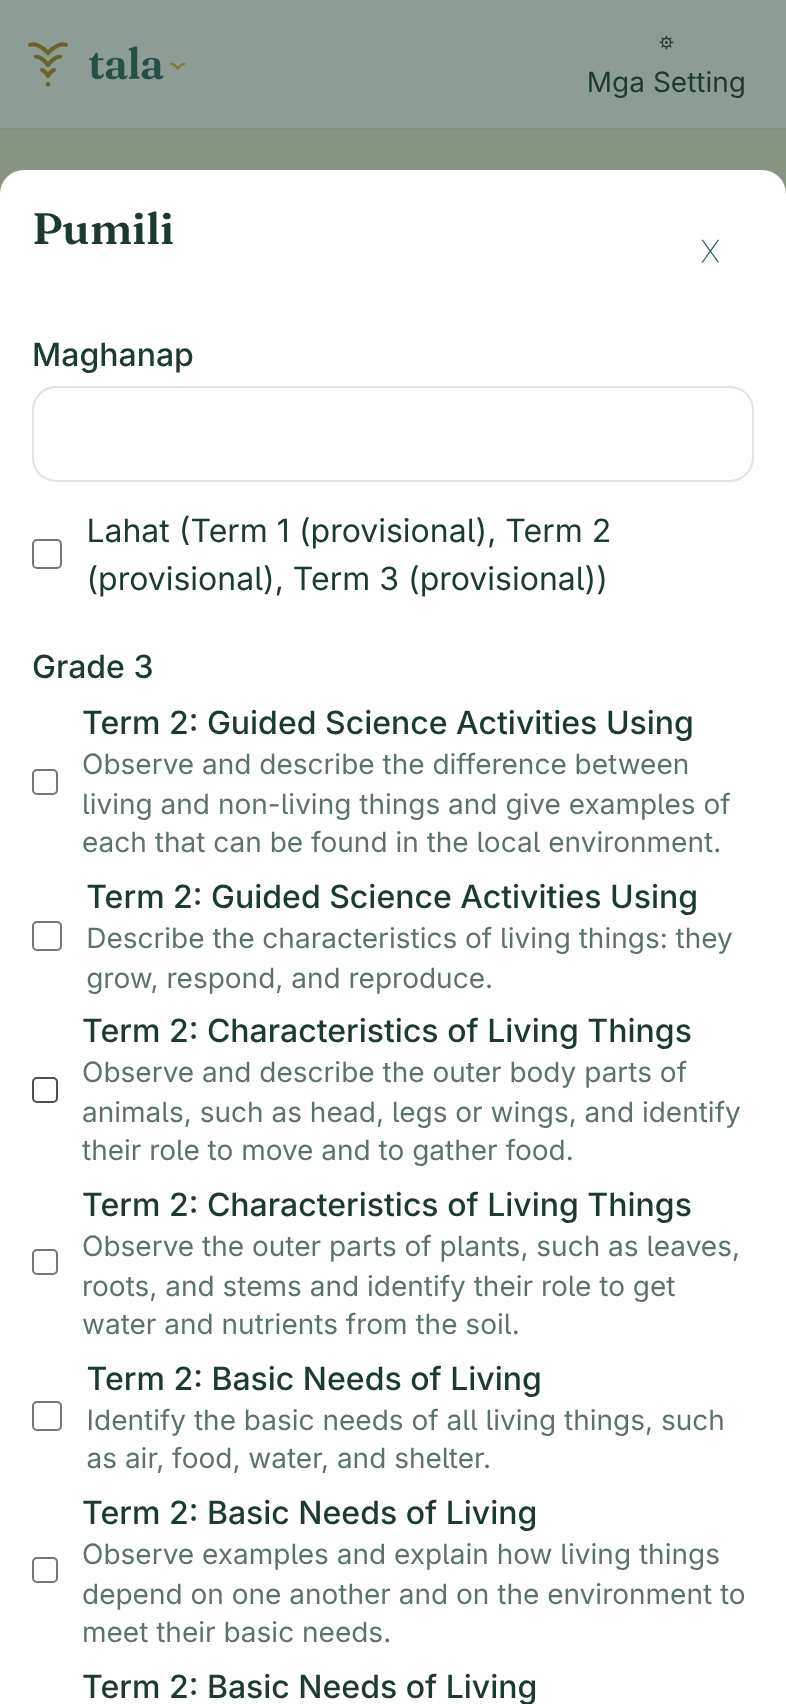 tala
Mga Setting
Pumili
X
Maghanap
Lahat (Term 1 (provisional), Term 2
(provisional), Term 3 (provisional))
Grade 3
Term 2: Guided Science Activities Using
Observe and describe the difference between
living and non-living things and give examples of
each that can be found in the local environment.
Term 2: Guided Science Activities Using
Describe the characteristics of living things: they
grow, respond, and reproduce.
Term 2: Characteristics of Living Things
Observe and describe the outer body parts of
animals, such as head, legs or wings, and identify
their role to move and to gather food.
Term 2: Characteristics of Living Things
Observe the outer parts of plants, such as leaves,
roots, and stems and identify their role to get
water and nutrients from the soil.
Term 2: Basic Needs of Living
Identify the basic needs of all living things, such
as air, food, water, and shelter.
Term 2: Basic Needs of Living
Observe examples and explain how living things
depend on one another and on the environment to
meet their basic needs.
Term 2: Basic Needs of Living